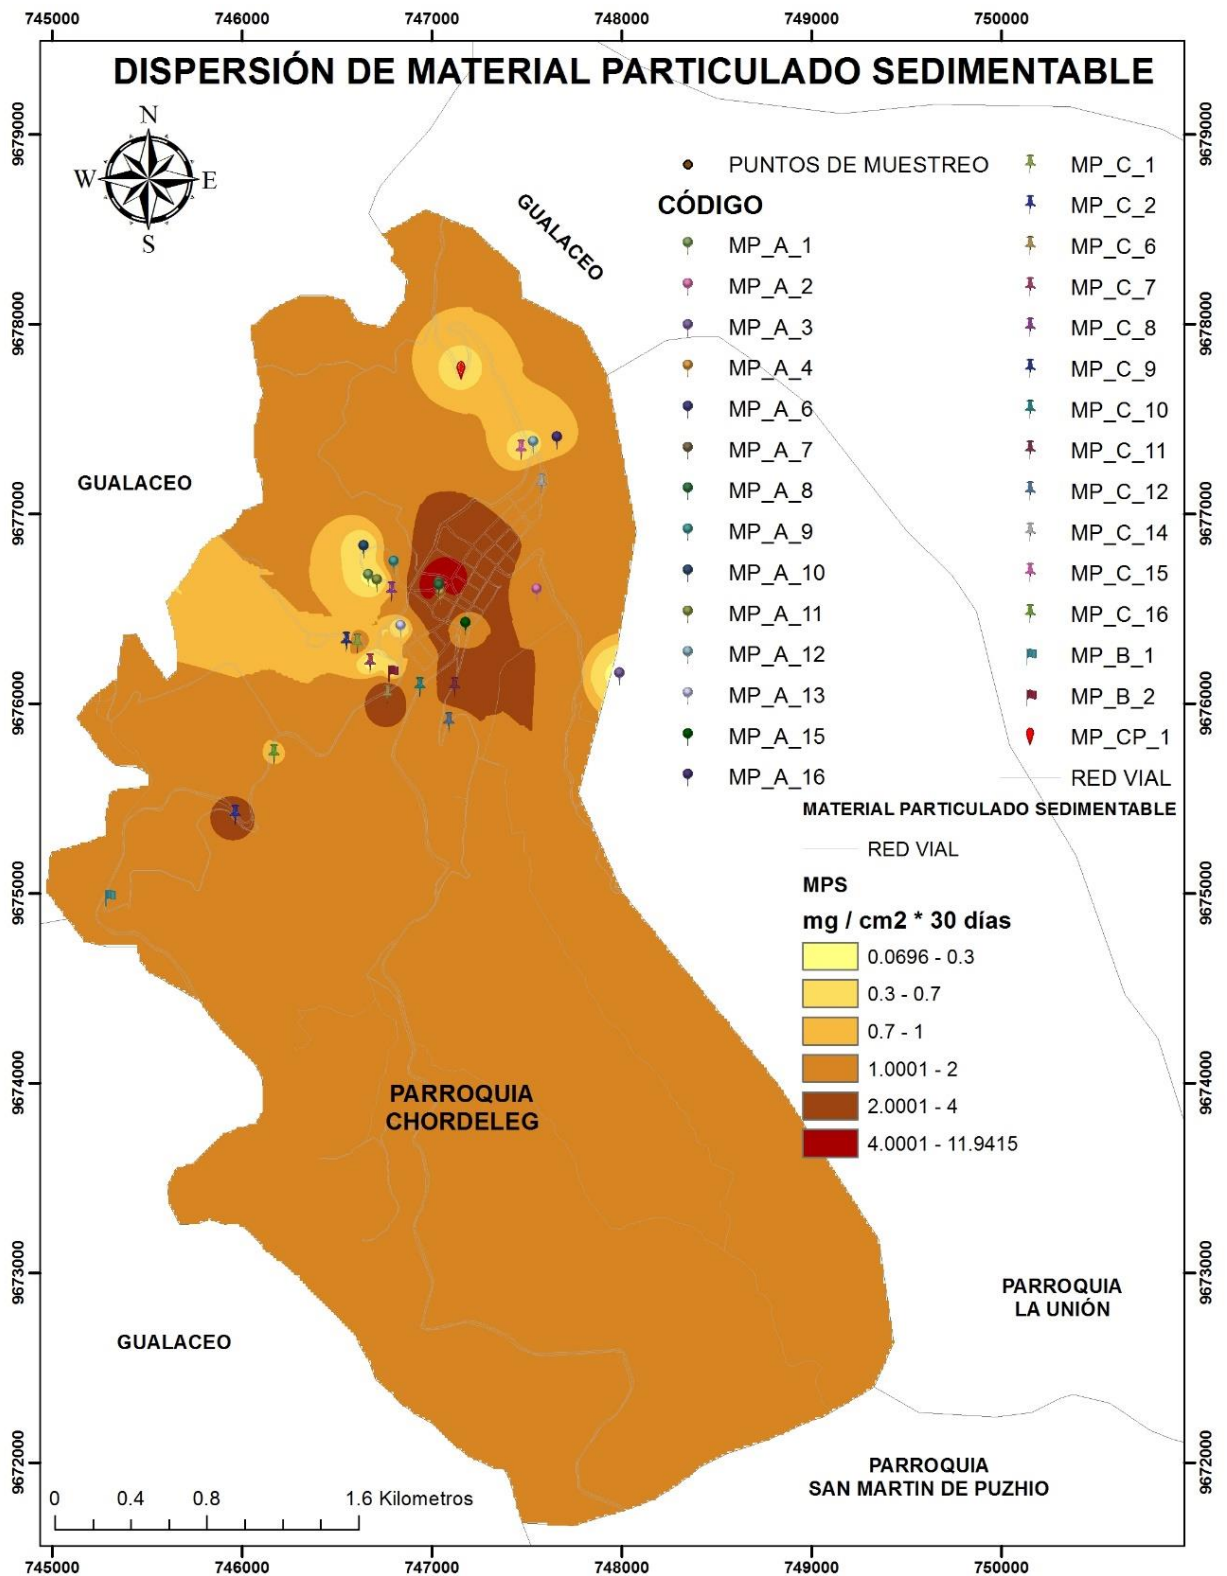 745000
746000
747000
748000
749000
750000
DISPERSIÓN DE MATERIAL PARTICULADO SEDIMENTABLE
N
W
E
S
9679000
9678000
9677000
9676000
9675000
9674000
9673000
9672000
9679000
9678000
9677000
9676000
9675000
9674000
9673000
9672000
GUALACEO
GUALACEO
GUALACEO
PARROQUIA
CHORDELEG
PARROQUIA
LA UNIÓN
PARROQUIA
SAN MARTIN DE PUZHIO
PUNTOS DE MUESTREO
CÓDIGO
MP_A_1
MP_A_2
MP_A_3
MP_A_4
MP_A_6
MP_A_7
MP_A_8
MP_A_9
MP_A_10
MP_A_11
MP_A_12
MP_A_13
MP_A_15
MP_A_16
MP_C_1
MP_C_2
MP_C_6
MP_C_7
MP_C_8
MP_C_9
MP_C_10
MP_C_11
MP_C_12
MP_C_14
MP_C_15
MP_C_16
MP_B_1
MP_B_2
MP_CP_1
RED VIAL
MATERIAL PARTICULADO SEDIMENTABLE
RED VIAL
MPS
mg / cm2 * 30 días
0.0696 - 0.3
0.3 - 0.7
0.7 - 1
1.0001 - 2
2.0001 - 4
4.0001 - 11.9415
0 0.4 0.8 1.6 Kilometros
745000
746000
747000
748000
749000
750000